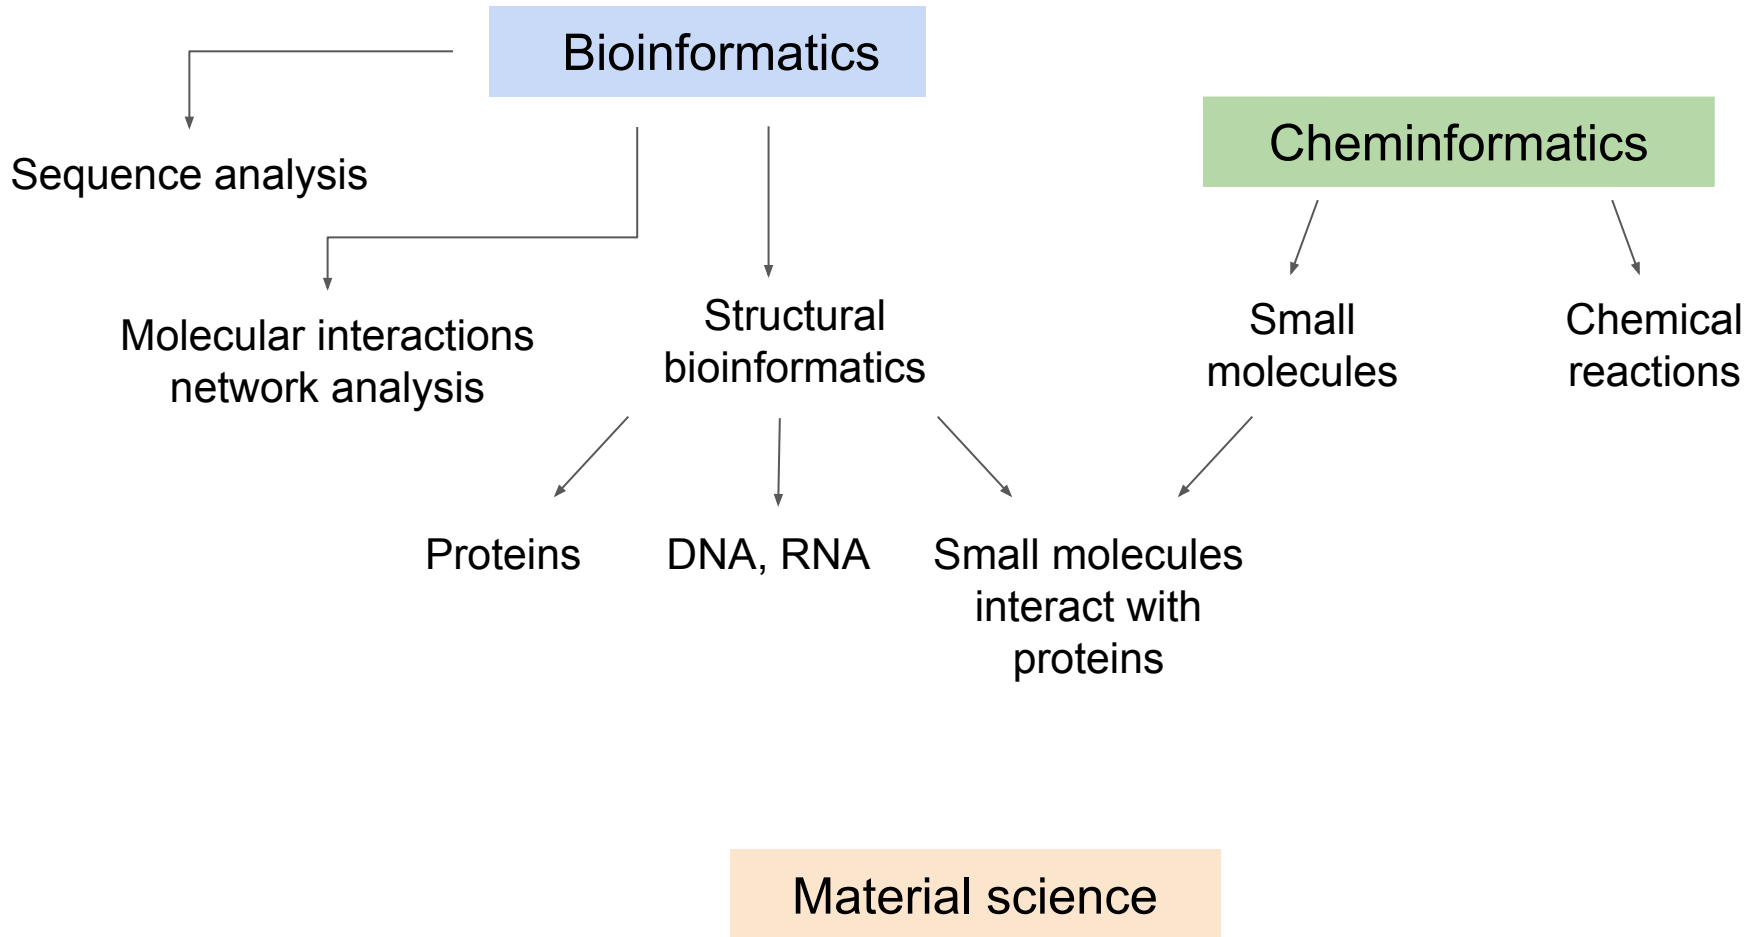 Bioinformatics
Cheminformatics
Sequence analysis
Molecular interactions
network analysis
Structural
bioinformatics
Small
molecules
Chemical
reactions
Proteins
DNA, RNA
Small molecules
interact with
proteins
Material science